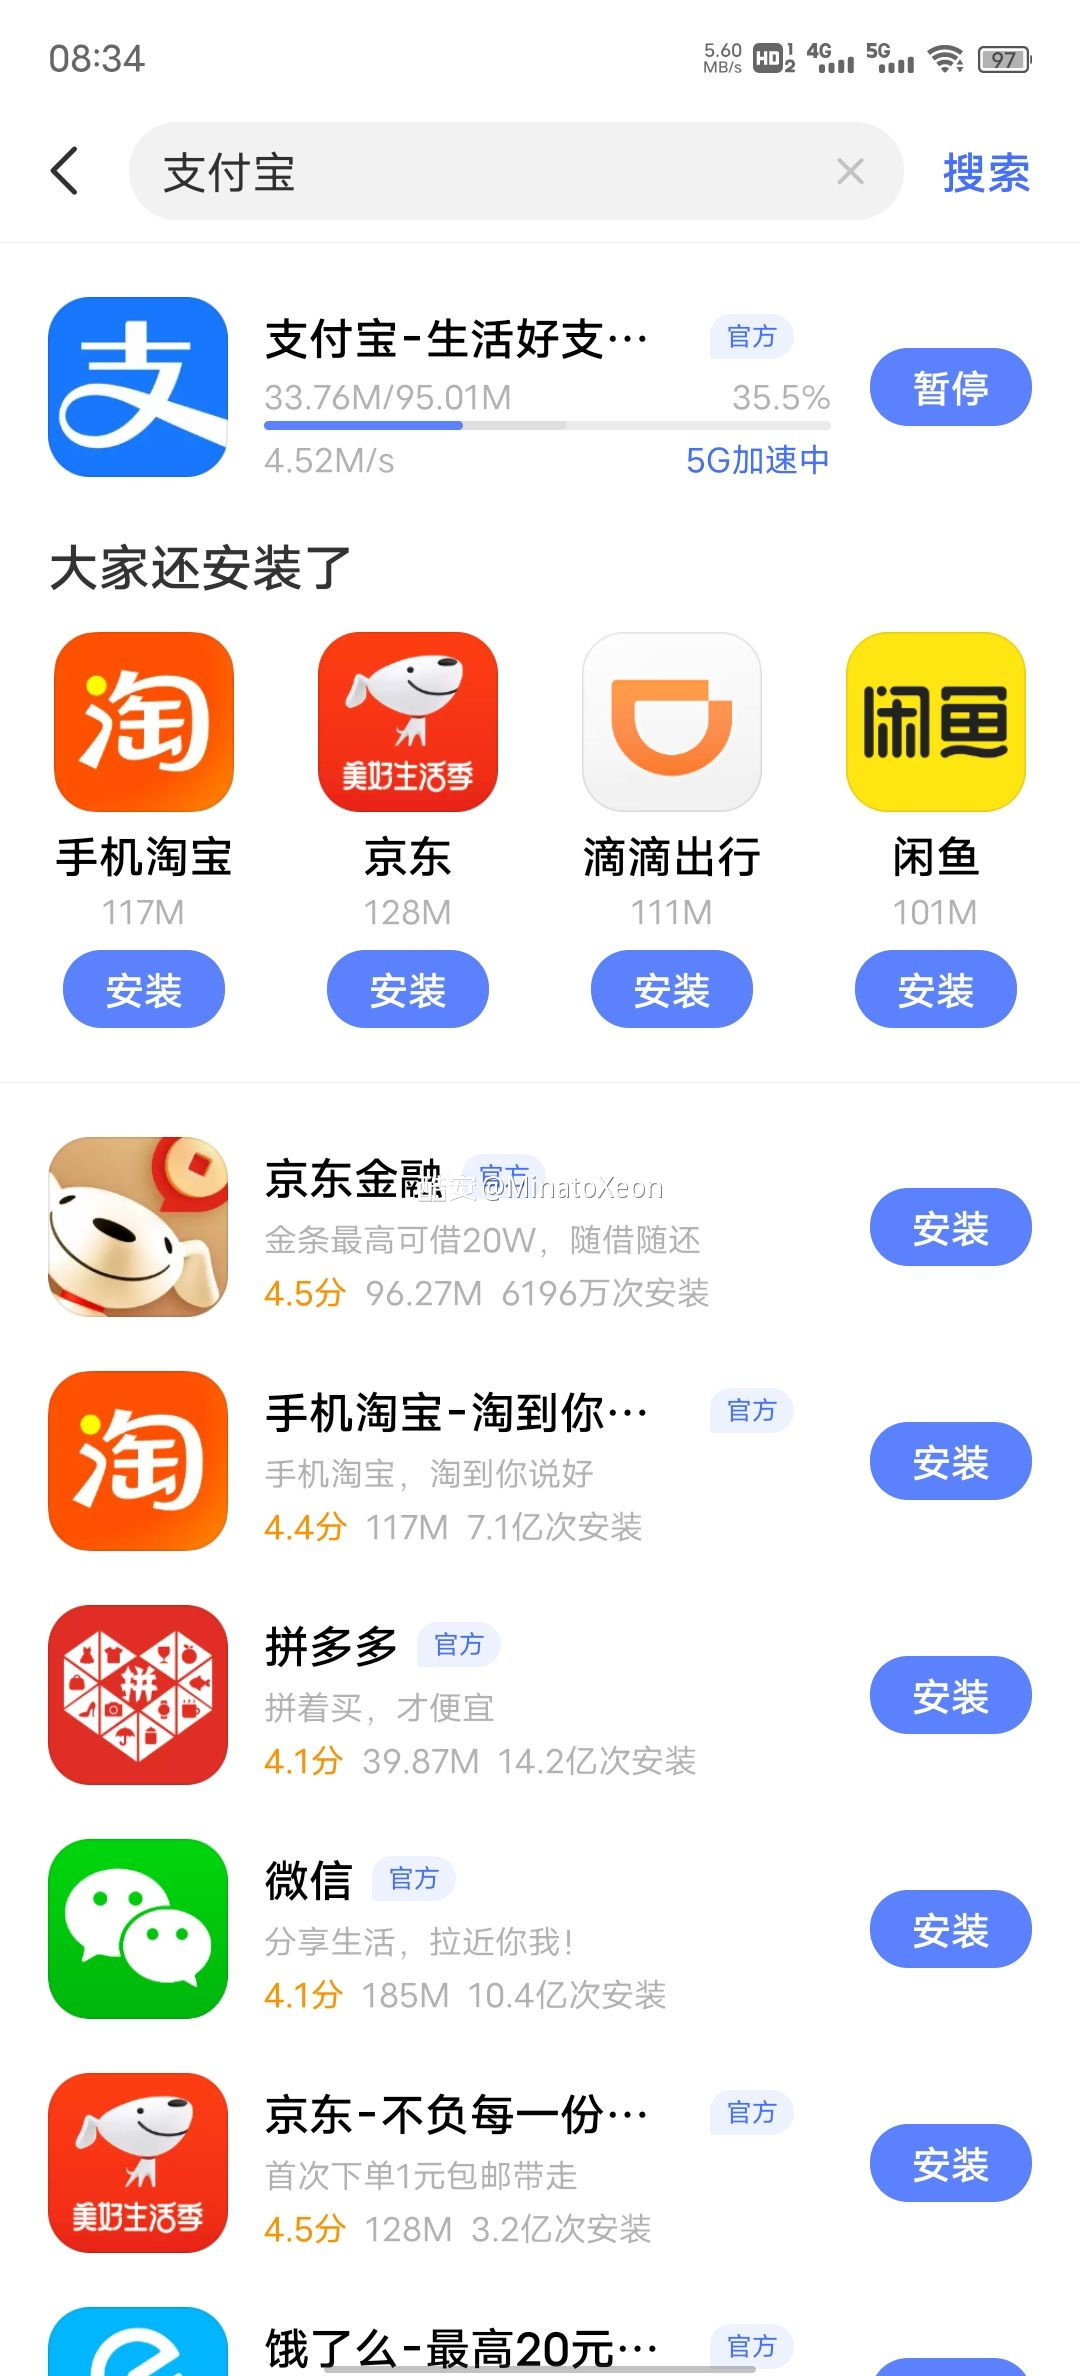 08:34
5.60 MB/s HD 1 2 4G 5G 97
支付宝
搜索
支
支付宝-生活好支… 官方
33.76M/95.01M 35.5%
暂停
4.52M/s 5G加速中
大家还安装了
淘
美好生活季
闲鱼
手机淘宝 京东 滴滴出行 闲鱼
117M 128M 111M 101M
安装 安装 安装 安装
京东金融 官方
酷安@MinatoXeon
金条最高可借20W，随借随还
安装
4.5分 96.27M 6196万次安装
淘
手机淘宝-淘到你… 官方
手机淘宝，淘到你说好
安装
4.4分 117M 7.1亿次安装
拼
拼多多 官方
拼着买，才便宜
安装
4.1分 39.87M 14.2亿次安装
微信 官方
分享生活，拉近你我！
安装
4.1分 185M 10.4亿次安装
京东-不负每一份… 官方
首次下单1元包邮带走
安装
美好生活季
4.5分 128M 3.2亿次安装
饿了么-最高20元… 官方